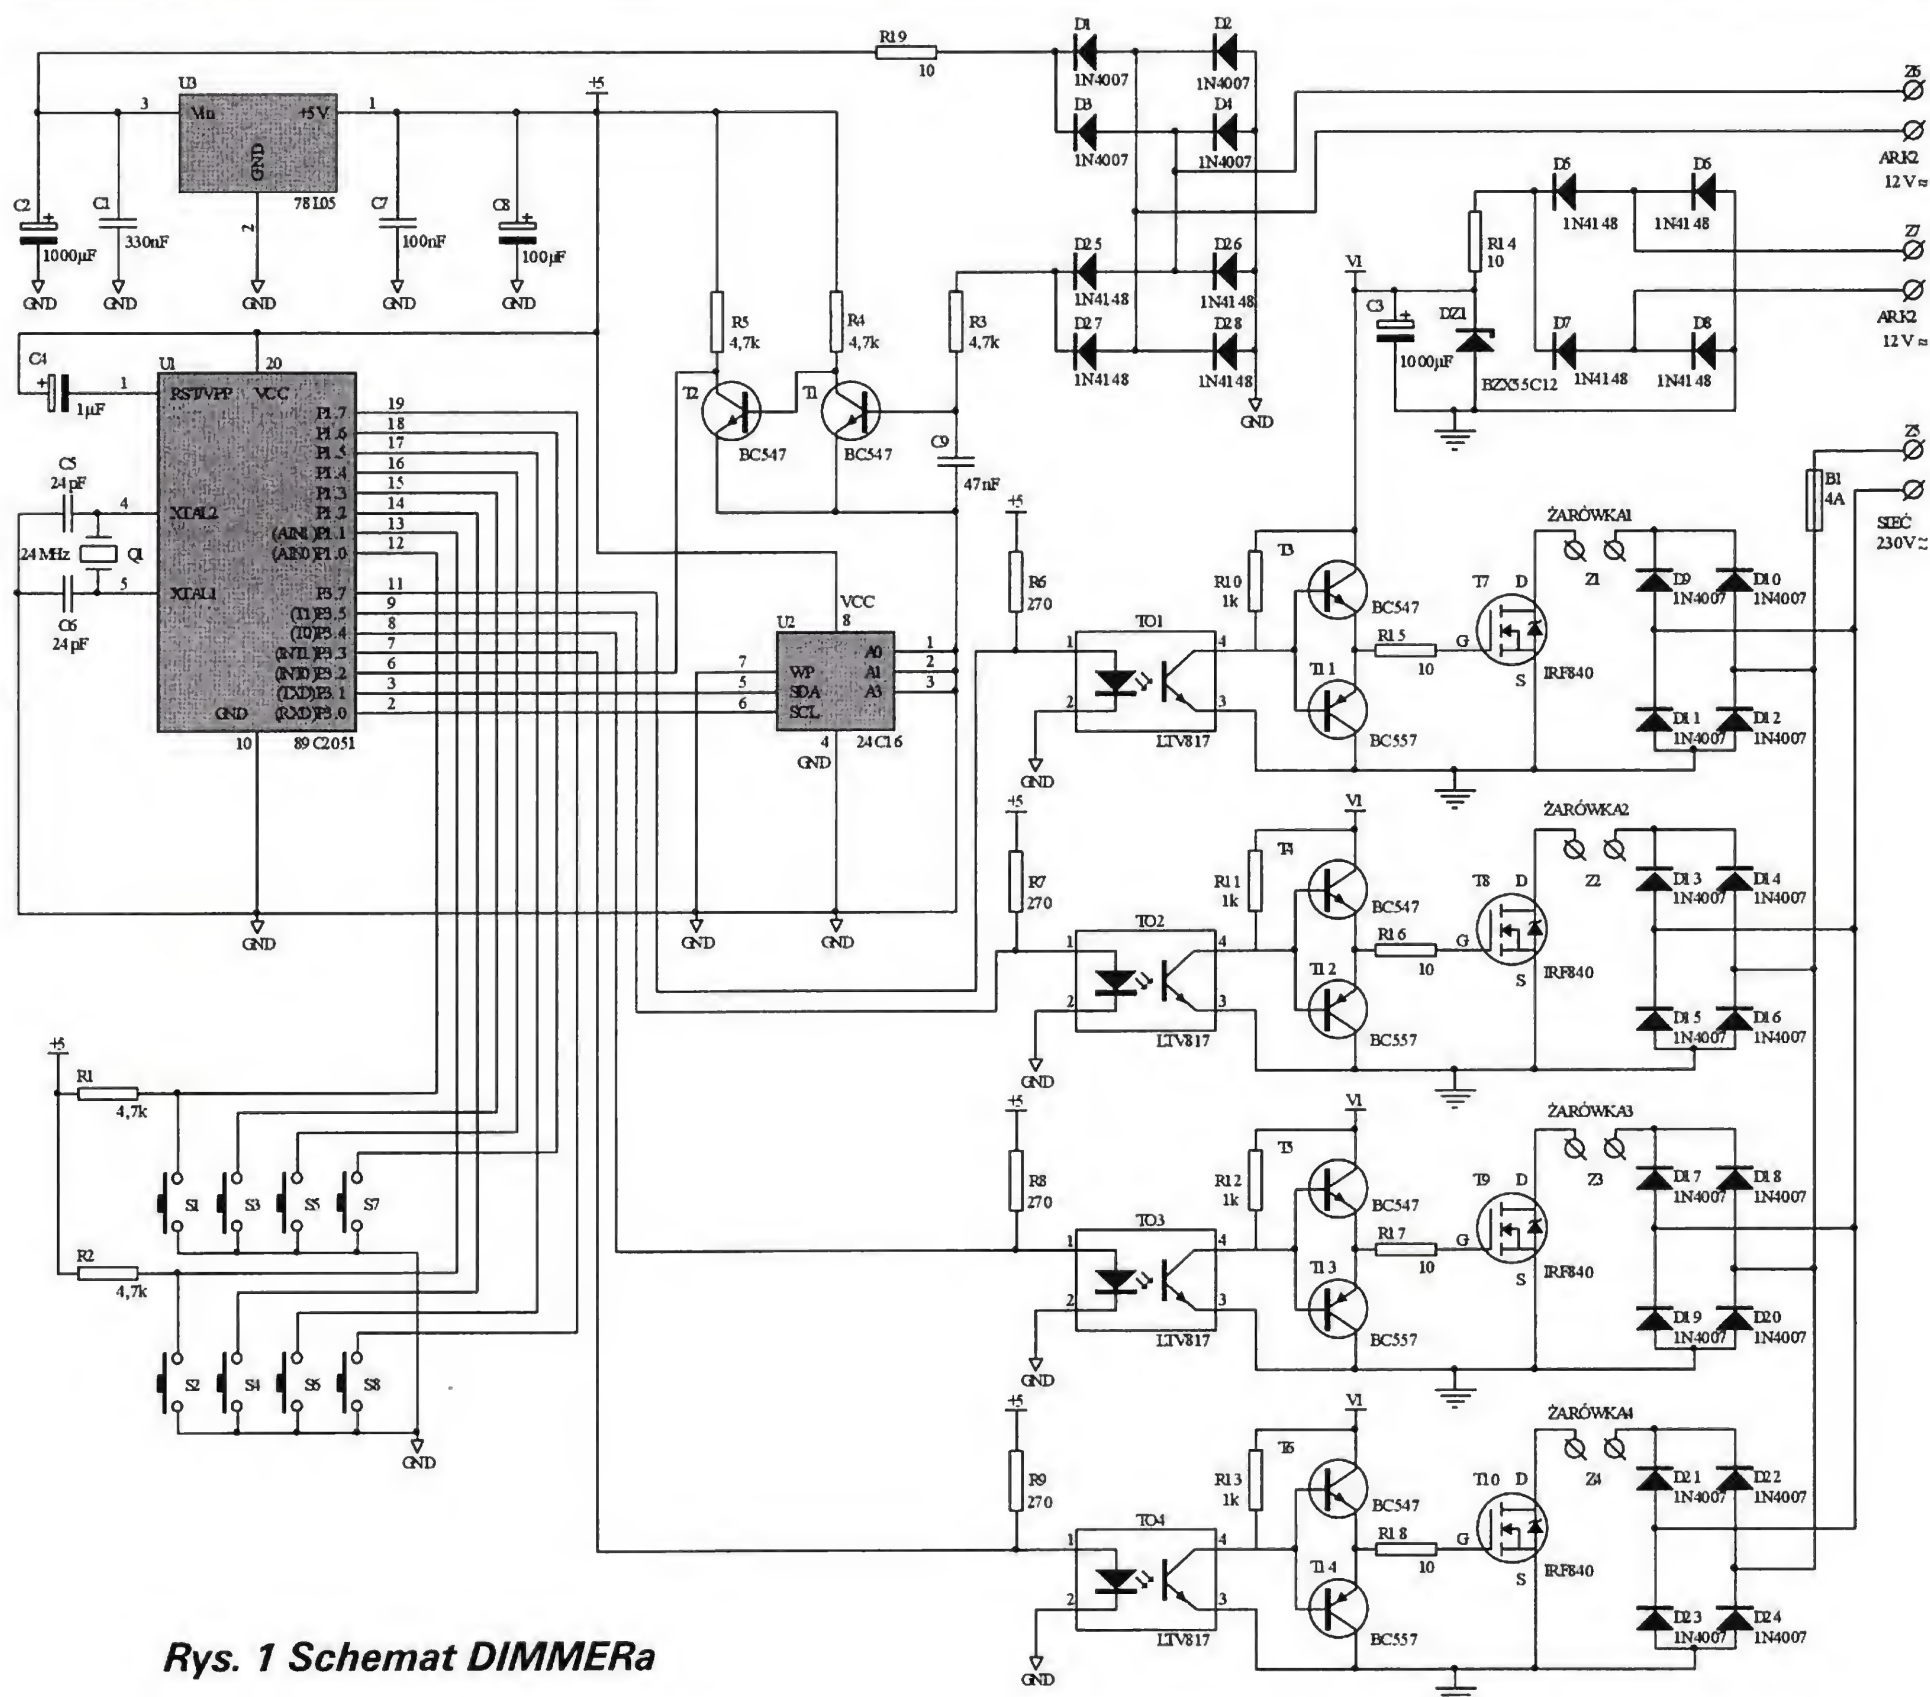 R19
10
D1
1N4007
D2
1N4007
D3
1N4007
D4
1N4007
Z6
ARK2
12V≈
Z7
ARK2
12V≈
U3
3
Vin
+5V
1
GND
78L05
2
+5
C2
+
1000µF
GND
C1
330nF
GND
GND
C7
100nF
GND
C8
+
100µF
GND
R5
4,7k
R4
4,7k
R3
4,7k
D25
1N4148
D26
1N4148
D27
1N4148
D28
1N4148
GND
V1
C3
+
1000µF
R14
10
DZ1
BZX55C12
D5
1N4148
D6
1N4148
D7
1N4148
D8
1N4148
Z5
B1
4A
SIEĆ
230V≈
C4
+
1µF
U1
20
1
RST/VPP
VCC
P1.7
19
P1.6
18
P1.5
17
P1.4
16
P1.3
15
P1.2
14
(AIN1)P1.1
13
(AIN0)P1.0
12
P3.7
11
(T1)P3.5
9
(T0)P3.4
8
(INT1)P3.3
7
(INT0)P3.2
6
(TXD)P3.1
3
(RXD)P3.0
2
XTAL2
4
XTAL1
5
GND
10
89C2051
C5
24pF
24MHz
Q1
C6
24pF
GND
T2
BC547
T1
BC547
C9
47nF
U2
VCC
8
7
WP
5
SDA
6
SCL
A0
1
A1
2
A3
3
4
24C16
GND
GND
GND
+5
R6
270
TO1
1
2
4
3
LTV817
GND
R10
1k
T3
BC547
T11
BC557
R15
10
T7
D
G
S
IRF840
ŻARÓWKA1
Z1
D9
1N4007
D10
1N4007
D11
1N4007
D12
1N4007
+5
R7
270
TO2
1
2
4
3
LTV817
GND
V1
R11
1k
T4
BC547
T12
BC557
R16
10
T8
D
G
S
IRF840
ŻARÓWKA2
Z2
D13
1N4007
D14
1N4007
D15
1N4007
D16
1N4007
+5
R8
270
TO3
1
2
4
3
LTV817
GND
V1
R12
1k
T5
BC547
T13
BC557
R17
10
T9
D
G
S
IRF840
ŻARÓWKA3
Z3
D17
1N4007
D18
1N4007
D19
1N4007
D20
1N4007
+5
R9
270
TO4
1
2
4
3
LTV817
GND
V1
R13
1k
T6
BC547
T14
BC557
R18
10
T10
D
G
S
IRF840
ŻARÓWKA4
Z4
D21
1N4007
D22
1N4007
D23
1N4007
D24
1N4007
+5
R1
4,7k
S1
S3
S5
S7
R2
4,7k
S2
S4
S6
S8
GND
Rys. 1 Schemat DIMMERa